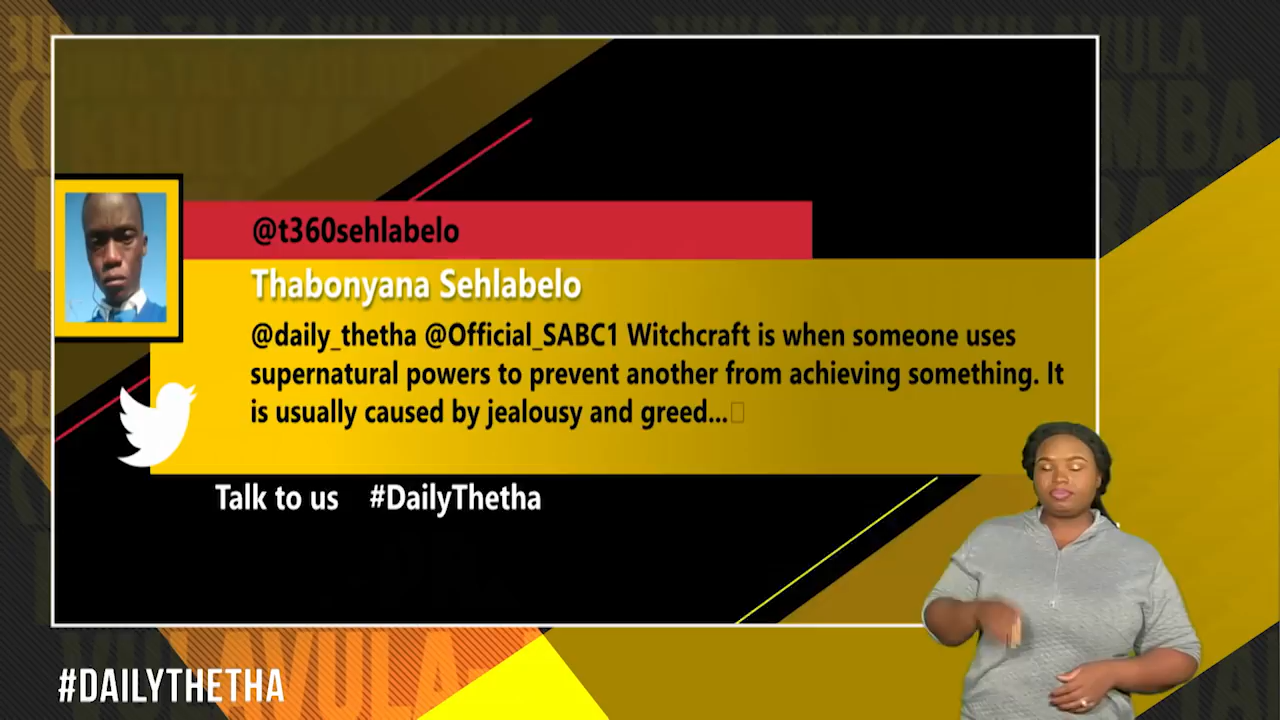 @t360sehlabelo
Thabonyana Sehlabelo
@daily_thetha @Official_SABC1 Witchcraft is when someone uses
supernatural powers to prevent another from achieving something. It
is usually caused by jealousy and greed...
Talk to us #DailyThetha
#DAILYTHETHA